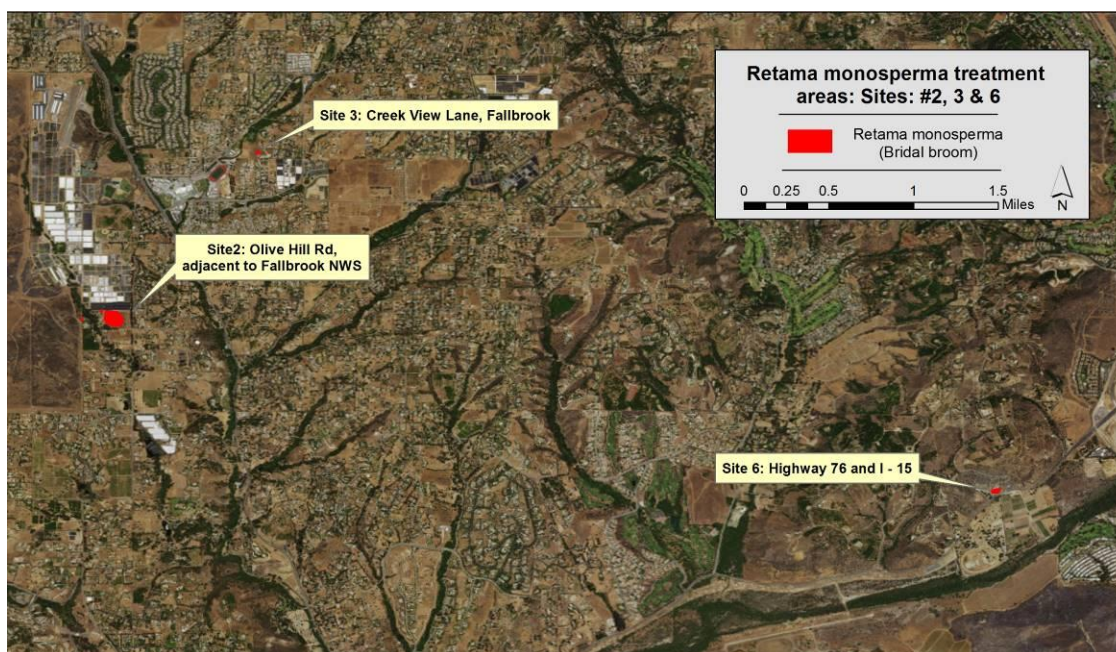 Retama monosperma treatment
areas: Sites: #2, 3 & 6
Retama monosperma
(Bridal broom)
0 0.25 0.5 1 1.5
Miles
N
Site 3: Creek View Lane, Fallbrook
Site2: Olive Hill Rd,
adjacent to Fallbrook NWS
Site 6: Highway 76 and I - 15